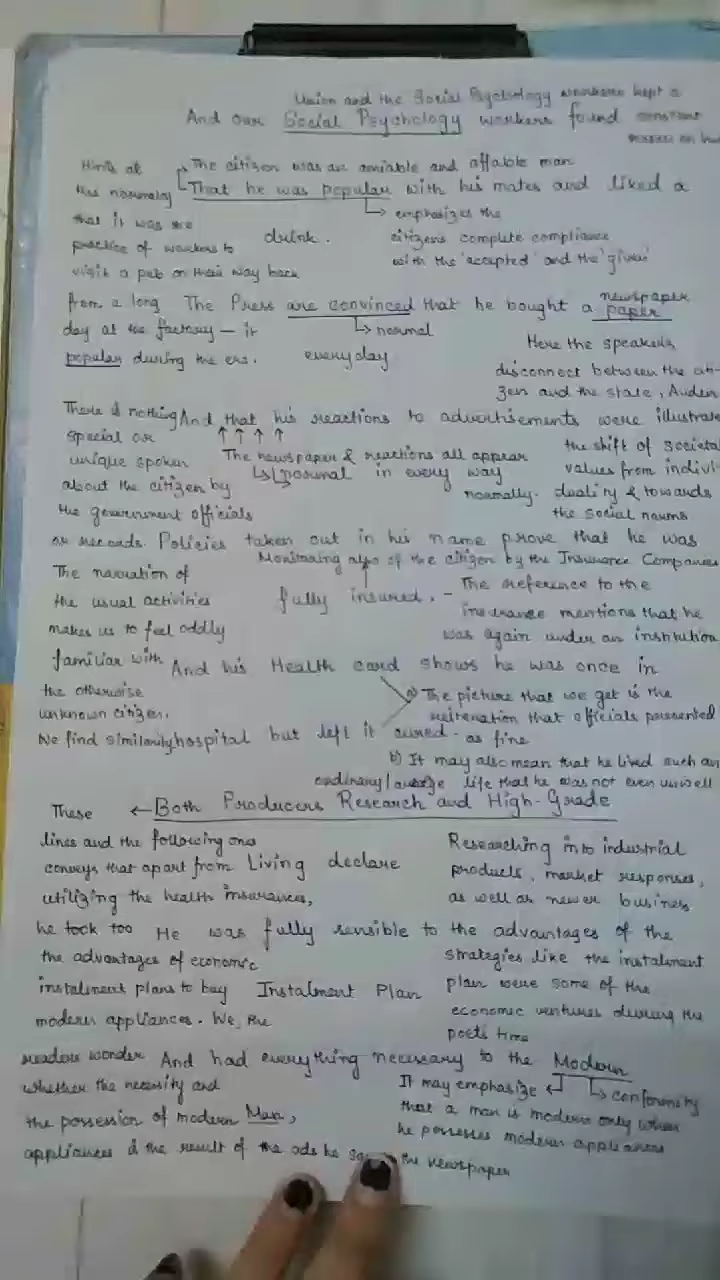 Union and the Social Psychology workers kept a
And our Social Psychology workers found constant
Hints at The citizen was an amiable and affable man
his normalcy That he was popular with his mates and liked a
that it was the emphasizes the
practice of workers to drink. citizens complete compliance
visit a pub on their way back with the 'accepted' and the 'given'
from a long The Press are convinced that he bought a newspaper paper
day at the factory – it normal
popular during the era. everyday Here the speakers
disconnect between the citi-
zen and the state, Auden
There is nothing And that his reactions to advertisements were illustrate
special or the shift of societal
unique spoken The newspaper & reactions all appear values from indivi-
about the citizen by normal in every way normally. duality & towards
the government officials the social norms
or records. Policies taken out in his name prove that he was
Monitoring also of the citizen by the Insurance Companies
The narration of fully insured. – The reference to the
the usual activities insurance mentions that he
makes us to feel oddly was again under an institution
familiar with And his Health card shows he was once in
the otherwise a) The picture that we get is the
unknown citizen. reiteration that officials presented
We find similarity hospital but left it cured. as fine
b) It may also mean that he lived such an
ordinary/average life that he was not even unwell
These ← Both Producers Research and High-Grade
lines and the following ones Researching into industrial
conveys that apart from Living declare products, market responses,
utilizing the health insurances, as well as newer business
he took too He was fully sensible to the advantages of the
the advantages of economic strategies like the instalment
instalment plans to buy Instalment Plan plan were some of the
modern appliances. We, the economic ventures during the
poets time
readers wonder And had everything necessary to the Modern
whether the necessity and It may emphasize conformity
the possession of modern Man, that a man is modern only when
he possesses modern appliances
appliances is the result of the ads he the newspaper